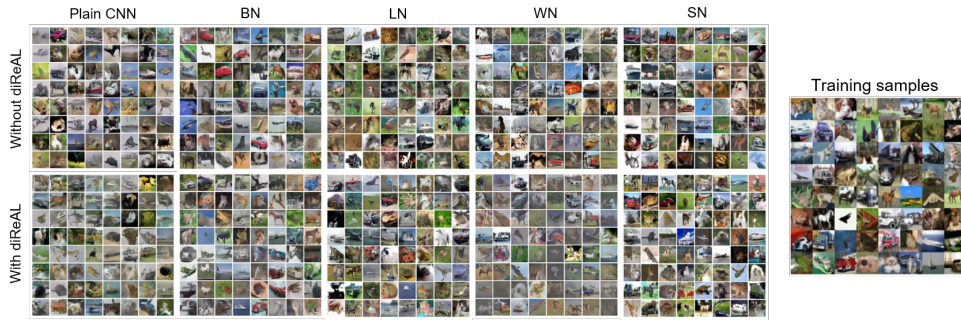 Plain CNN
BN
LN
WN
SN
Without diReAL
With diReAL
Training samples